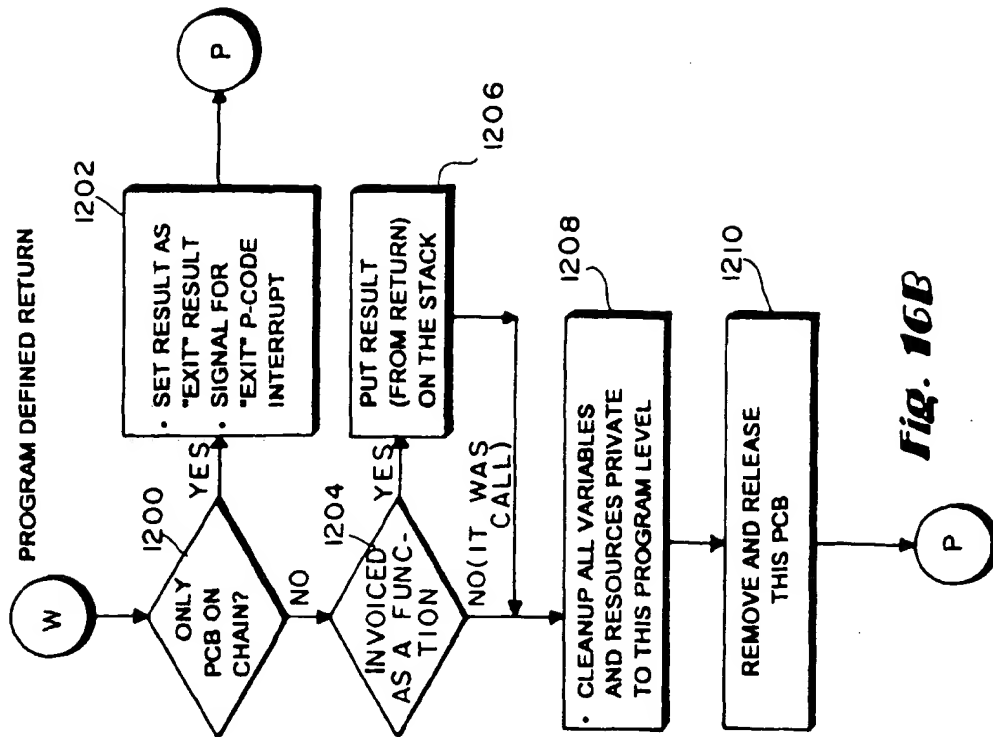 PROGRAM DEFINED RETURN
W
1200
ONLY
PCB ON
CHAIN?
YES
1202
• SET RESULT AS
"EXIT" RESULT
• SIGNAL FOR
"EXIT" P-CODE
INTERRUPT
P
NO
1204
INVOICED
AS A FUNC-
TION
YES
1206
PUT RESULT
(FROM RETURN)
ON THE STACK
NO(IT WAS
CALL)
1208
• CLEANUP ALL VARIABLES
AND RESOURCES PRIVATE
TO THIS PROGRAM LEVEL
1210
REMOVE AND RELEASE
THIS PCB
P
Fig. 16B